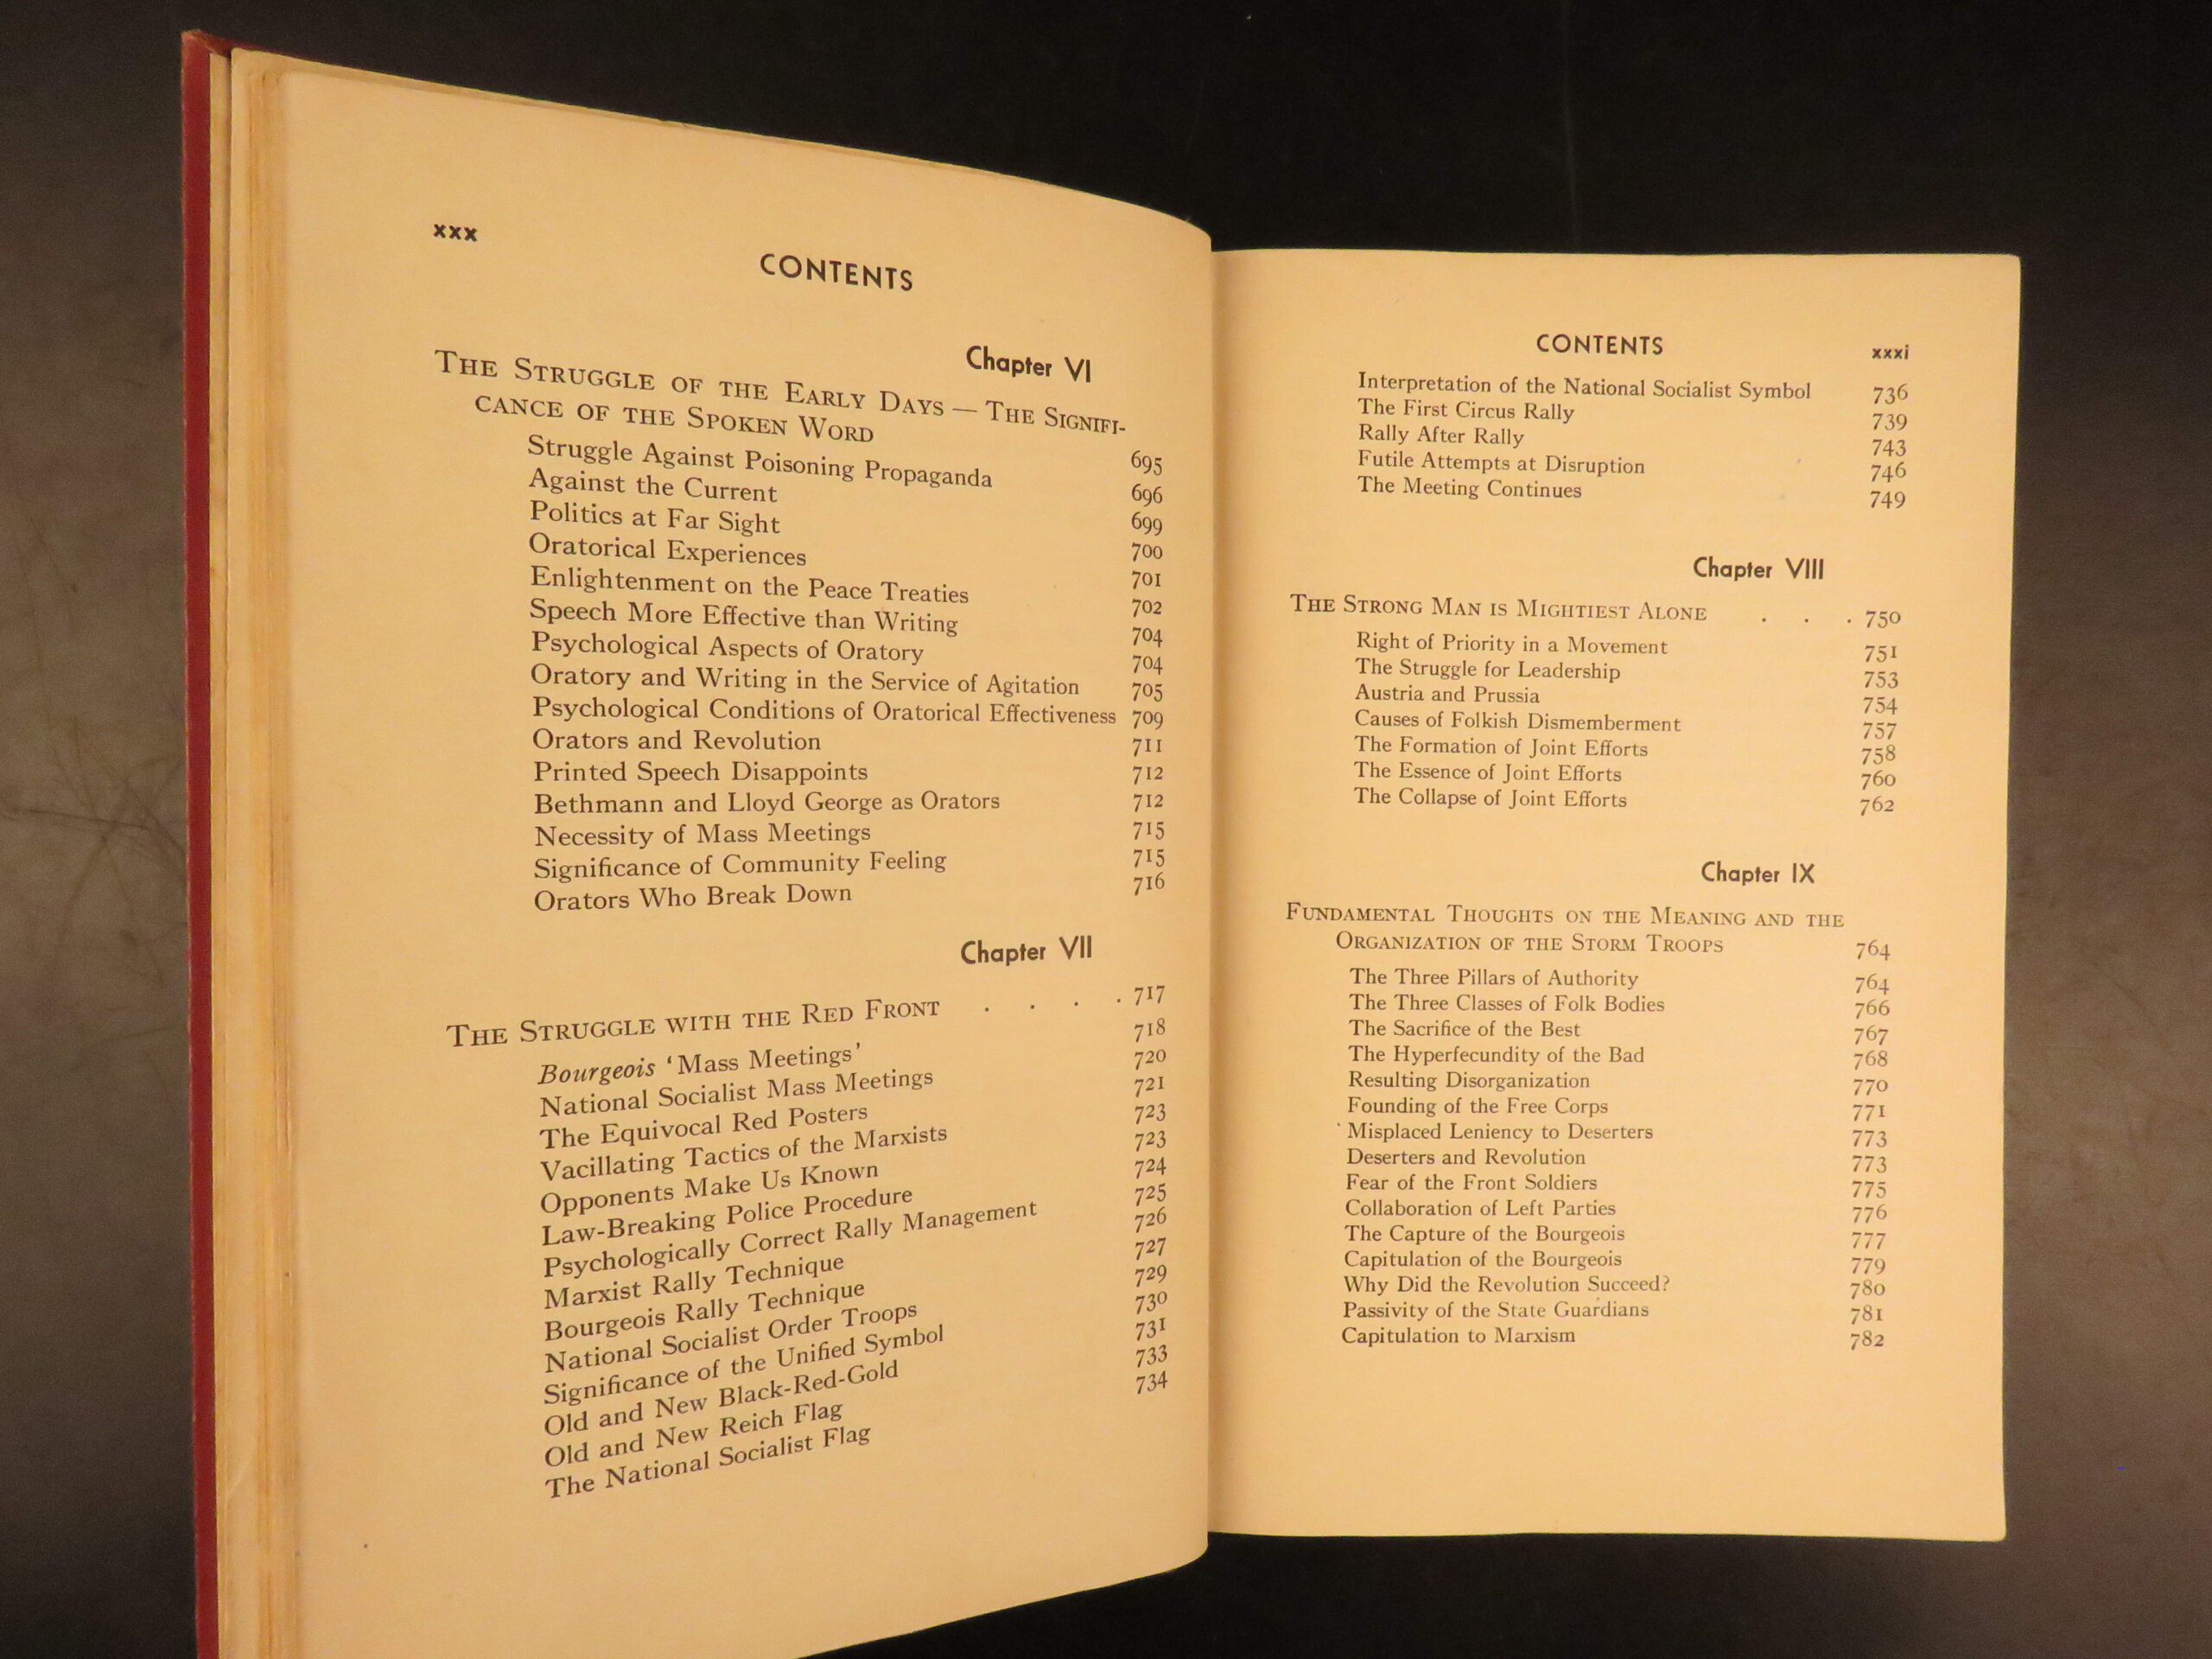 xxx
CONTENTS
Chapter VI
The Struggle of the Early Days — The Signifi-
cance of the Spoken Word 695
Struggle Against Poisoning Propaganda 696
Against the Current 699
Politics at Far Sight 700
Oratorical Experiences 701
Enlightenment on the Peace Treaties 702
Speech More Effective than Writing 704
Psychological Aspects of Oratory 704
Oratory and Writing in the Service of Agitation 705
Psychological Conditions of Oratorical Effectiveness 709
Orators and Revolution 711
Printed Speech Disappoints 712
Bethmann and Lloyd George as Orators 712
Necessity of Mass Meetings 715
Significance of Community Feeling 715
Orators Who Break Down 716
Chapter VII
The Struggle with the Red Front . . . . 717
Bourgeois ‘Mass Meetings’ 718
National Socialist Mass Meetings 720
The Equivocal Red Posters 721
Vacillating Tactics of the Marxists 723
Opponents Make Us Known 723
Law-Breaking Police Procedure 724
Psychologically Correct Rally Management 725
Marxist Rally Technique 726
Bourgeois Rally Technique 727
National Socialist Order Troops 729
Significance of the Unified Symbol 730
Old and New Black-Red-Gold 731
Old and New Reich Flag 733
The National Socialist Flag 734
CONTENTS xxxi
Interpretation of the National Socialist Symbol 736
The First Circus Rally 739
Rally After Rally 743
Futile Attempts at Disruption 746
The Meeting Continues 749
Chapter VIII
The Strong Man is Mightiest Alone . . . 750
Right of Priority in a Movement 751
The Struggle for Leadership 753
Austria and Prussia 754
Causes of Folkish Dismemberment 757
The Formation of Joint Efforts 758
The Essence of Joint Efforts 760
The Collapse of Joint Efforts 762
Chapter IX
Fundamental Thoughts on the Meaning and the
Organization of the Storm Troops 764
The Three Pillars of Authority 764
The Three Classes of Folk Bodies 766
The Sacrifice of the Best 767
The Hyperfecundity of the Bad 768
Resulting Disorganization 770
Founding of the Free Corps 771
Misplaced Leniency to Deserters 773
Deserters and Revolution 773
Fear of the Front Soldiers 775
Collaboration of Left Parties 776
The Capture of the Bourgeois 777
Capitulation of the Bourgeois 779
Why Did the Revolution Succeed? 780
Passivity of the State Guardians 781
Capitulation to Marxism 782